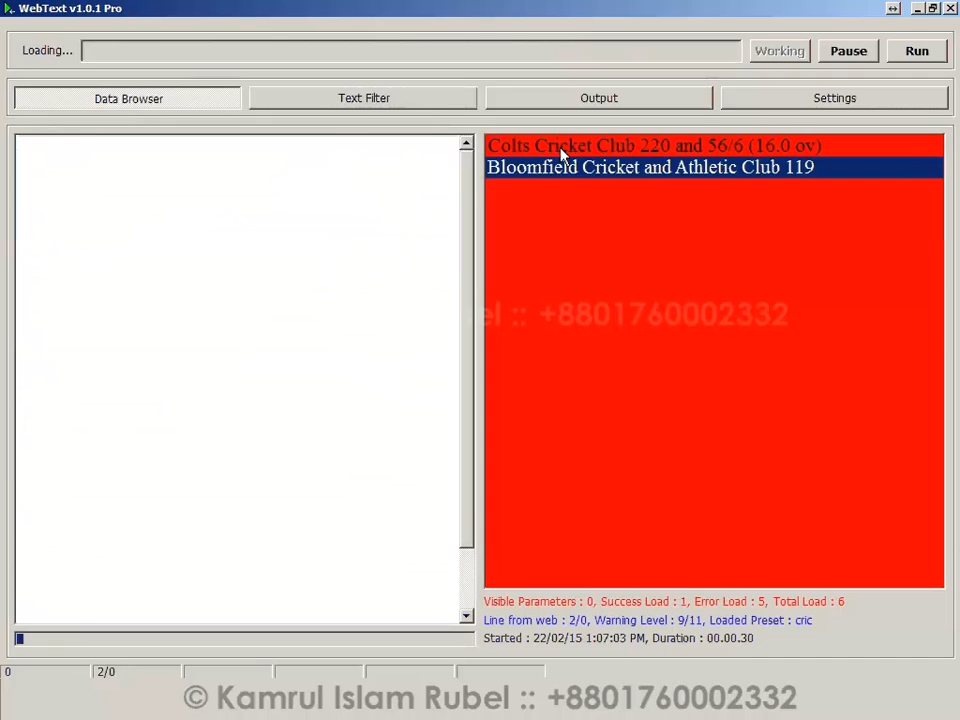 WebText v1.0.1 Pro
Loading...
Working
Pause
Run
Data Browser
Text Filter
Output
Settings
Colts Cricket Club 220 and 56/6 (16.0 ov)
Bloomfield Cricket and Athletic Club 119
:: +8801760002332
Visible Parameters : 0, Success Load : 1, Error Load : 5, Total Load : 6
Line from web : 2/0, Warning Level : 9/11, Loaded Preset : cric
Started : 22/02/15 1:07:03 PM, Duration : 00.00.30
0
2/0
© Kamrul Islam Rubel :: +8801760002332